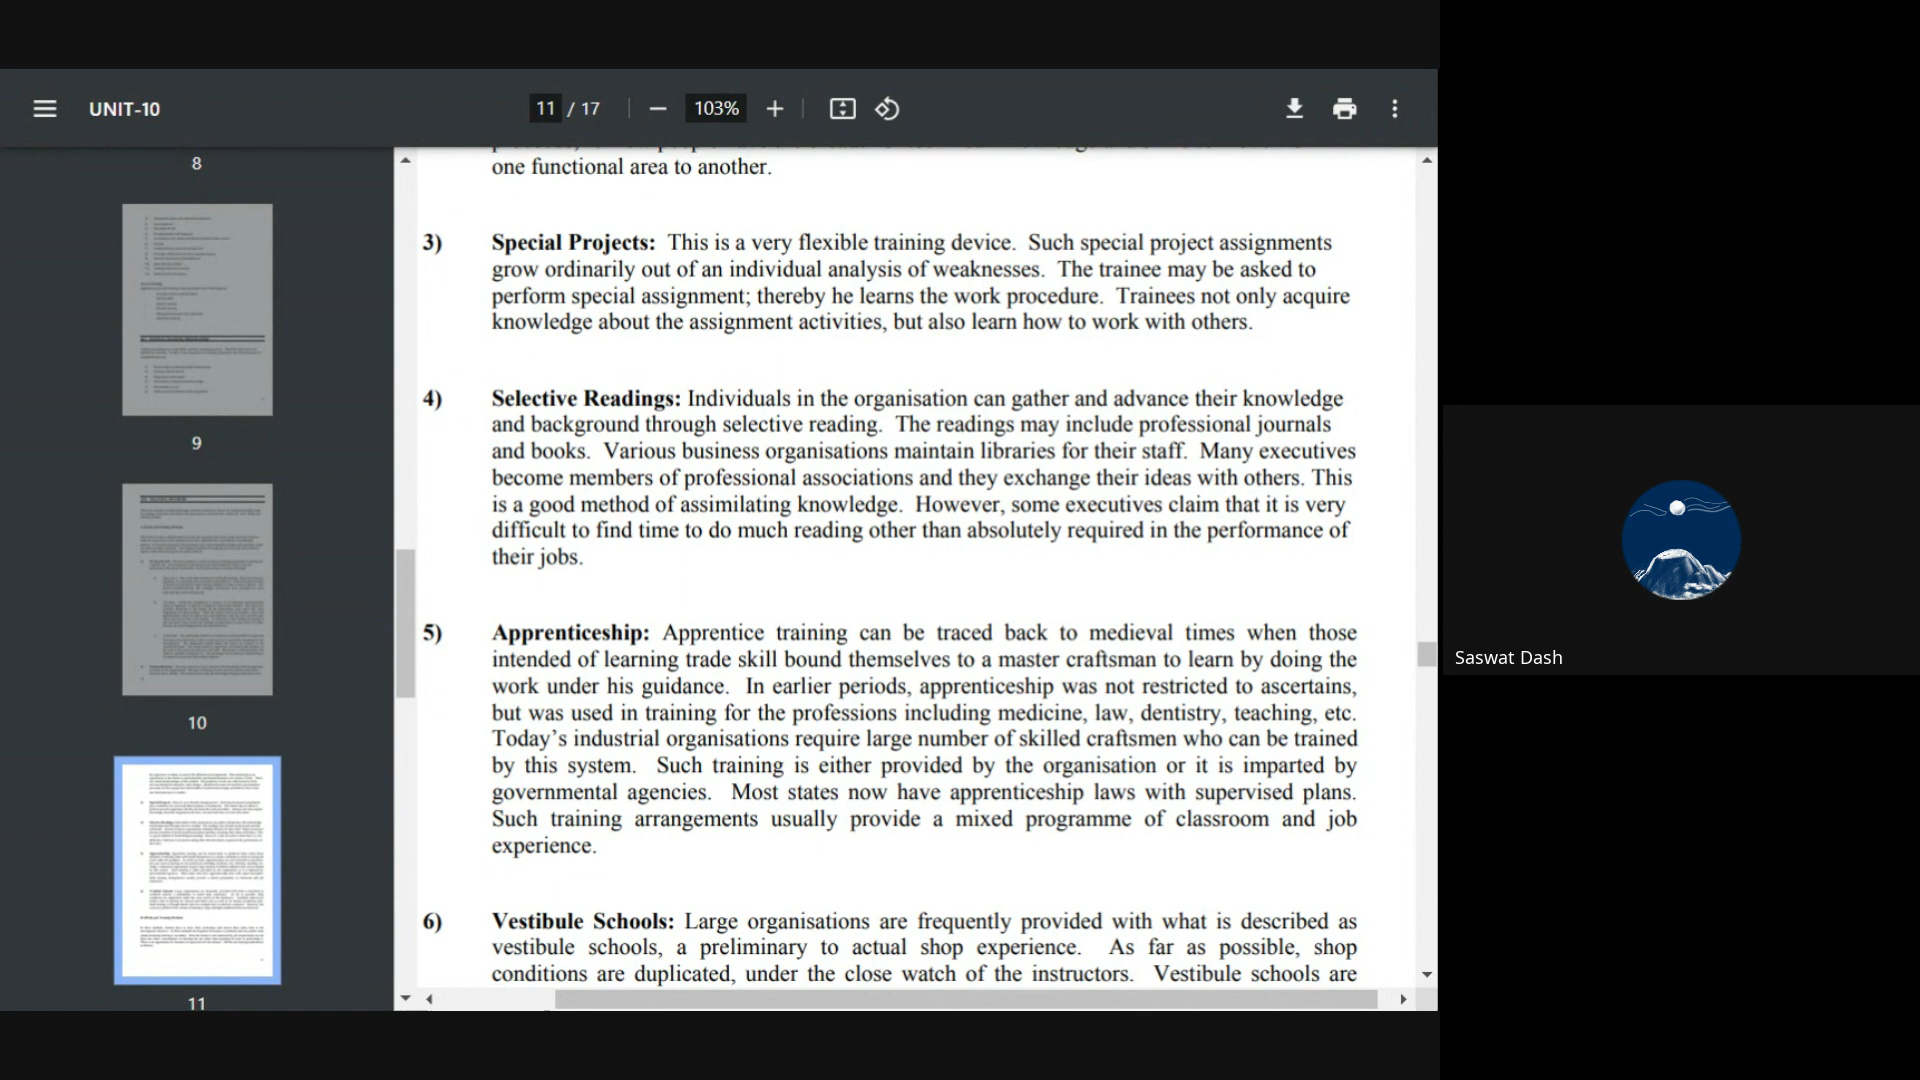 UNIT-10
11 / 17
103%
8
9
10
11
one functional area to another.
3) Special Projects: This is a very flexible training device. Such special project assignments
grow ordinarily out of an individual analysis of weaknesses. The trainee may be asked to
perform special assignment; thereby he learns the work procedure. Trainees not only acquire
knowledge about the assignment activities, but also learn how to work with others.
4) Selective Readings: Individuals in the organisation can gather and advance their knowledge
and background through selective reading. The readings may include professional journals
and books. Various business organisations maintain libraries for their staff. Many executives
become members of professional associations and they exchange their ideas with others. This
is a good method of assimilating knowledge. However, some executives claim that it is very
difficult to find time to do much reading other than absolutely required in the performance of
their jobs.
5) Apprenticeship: Apprentice training can be traced back to medieval times when those
intended of learning trade skill bound themselves to a master craftsman to learn by doing the
work under his guidance. In earlier periods, apprenticeship was not restricted to ascertains,
but was used in training for the professions including medicine, law, dentistry, teaching, etc.
Today's industrial organisations require large number of skilled craftsmen who can be trained
by this system. Such training is either provided by the organisation or it is imparted by
governmental agencies. Most states now have apprenticeship laws with supervised plans.
Such training arrangements usually provide a mixed programme of classroom and job
experience.
6) Vestibule Schools: Large organisations are frequently provided with what is described as
vestibule schools, a preliminary to actual shop experience. As far as possible, shop
conditions are duplicated, under the close watch of the instructors. Vestibule schools are
Saswat Dash